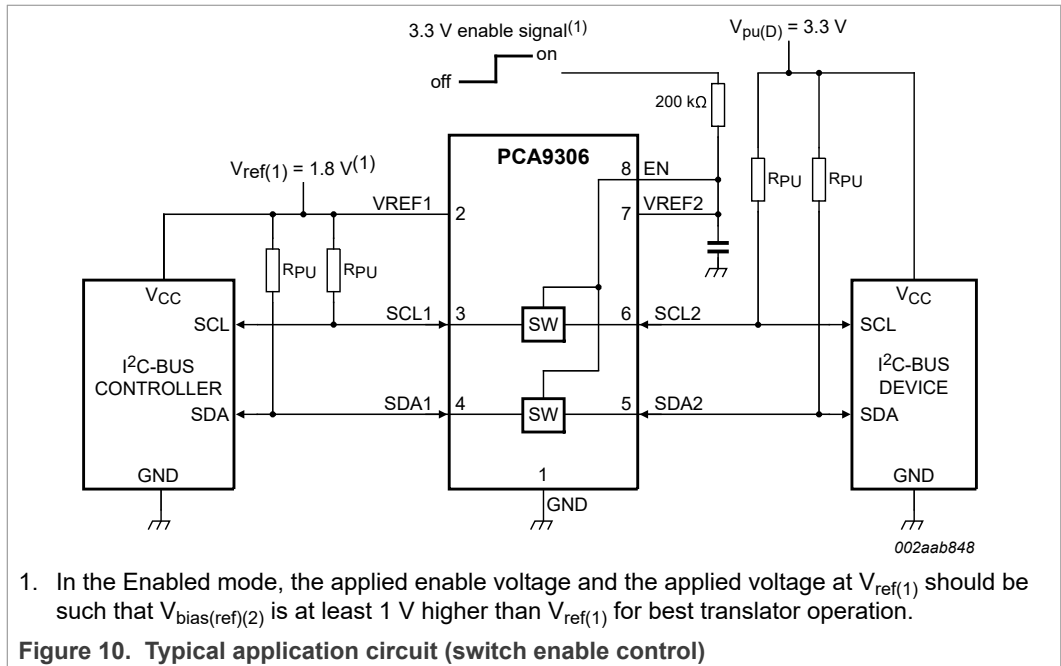 3.3 V enable signal(1)
on
off
Vpu(D) = 3.3 V
200 kΩ
PCA9306
Vref(1) = 1.8 V(1)
8 EN
RPU RPU
VREF1
2
7 VREF2
RPU RPU
VCC
VCC
SCL
SCL1
3
SW
6
SCL2
SCL
I2C-BUS
CONTROLLER
I2C-BUS
DEVICE
SDA
SDA1
4
SW
5
SDA2
SDA
GND
1
GND
GND
002aab848
1. In the Enabled mode, the applied enable voltage and the applied voltage at Vref(1) should be
such that Vbias(ref)(2) is at least 1 V higher than Vref(1) for best translator operation.
Figure 10. Typical application circuit (switch enable control)